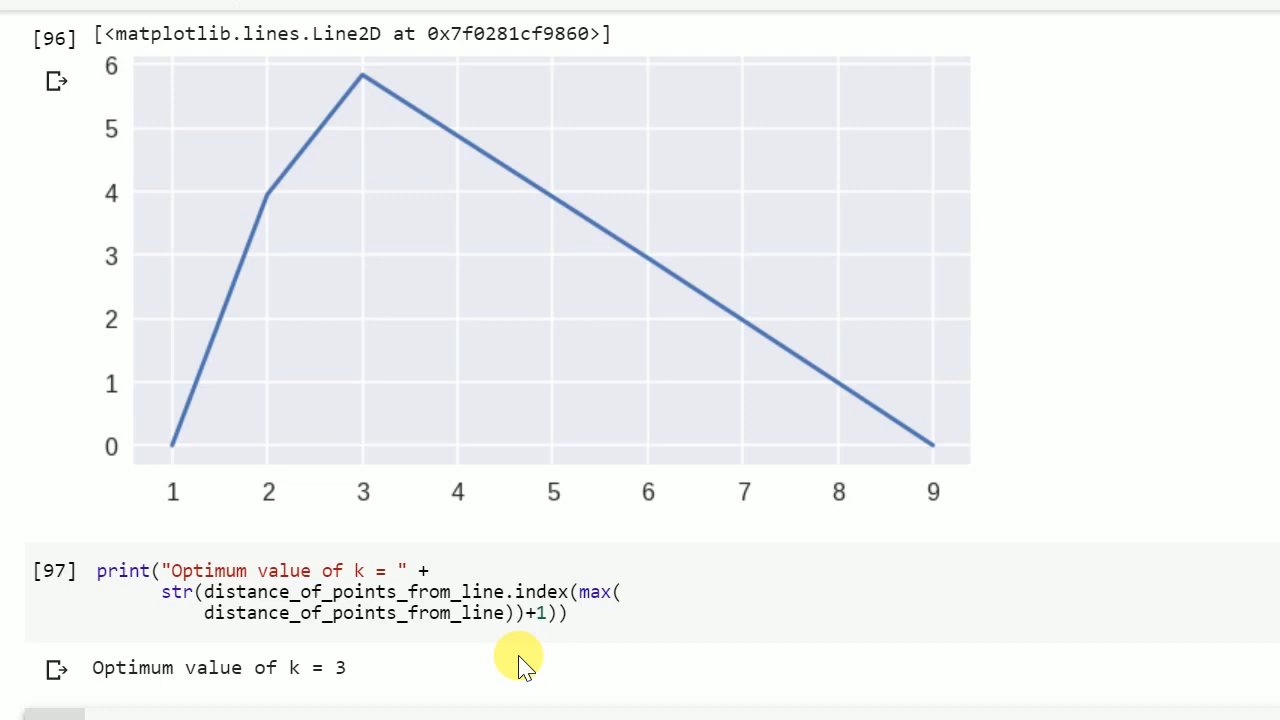 [96] [<matplotlib.lines.Line2D at 0x7f0281cf9860>]
6
5
4
3
2
1
0
1 2 3 4 5 6 7 8 9
[97] print("Optimum value of k = " +
str(distance_of_points_from_line.index(max(
distance_of_points_from_line))+1))
Optimum value of k = 3